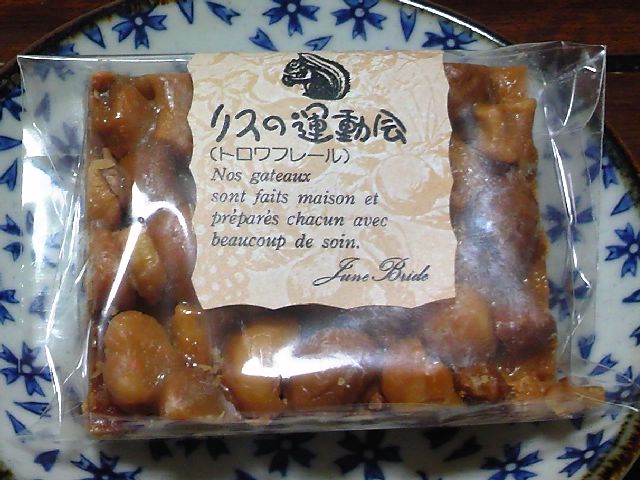 リスの運動会
(トロワフレール)
Nos gateaux
sont faits maison et
préparès chacun avec
beaucoup de soin.
June Bride